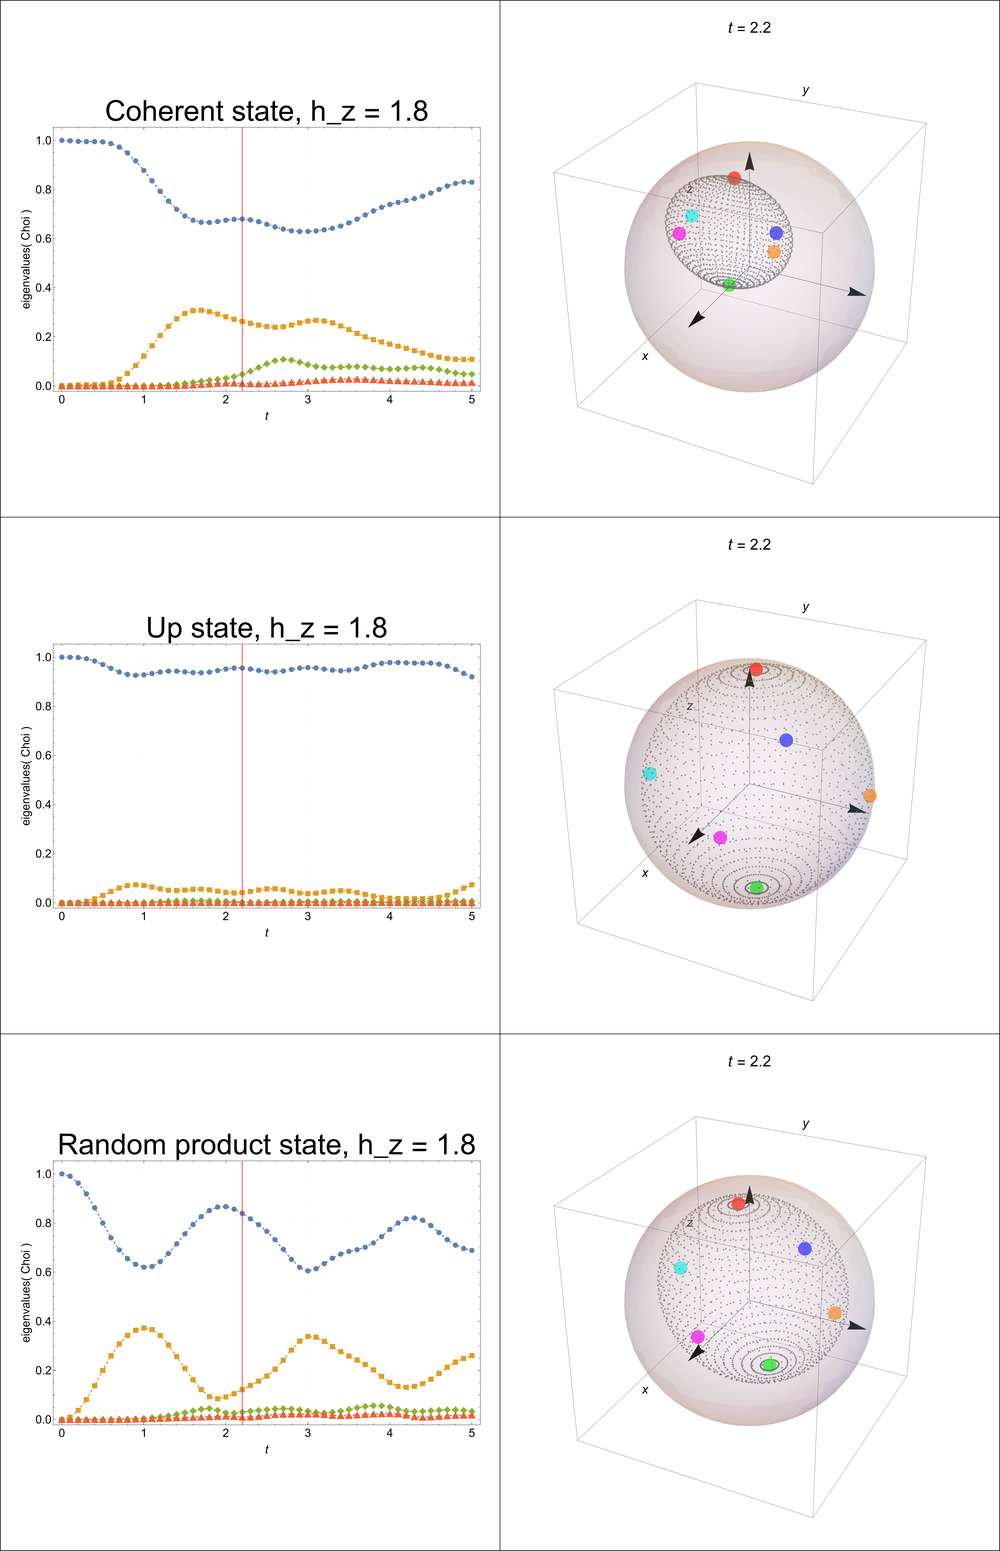 Coherent state, h_z = 1.8
eigenvalues( Choi )
1.0
0.8
0.6
0.4
0.2
0.0
0 1 2 3 4 5
t
t = 2.2
y
z
x
Up state, h_z = 1.8
eigenvalues( Choi )
1.0
0.8
0.6
0.4
0.2
0.0
0 1 2 3 4 5
t
t = 2.2
y
z
x
Random product state, h_z = 1.8
eigenvalues( Choi )
1.0
0.8
0.6
0.4
0.2
0.0
0 1 2 3 4 5
t
t = 2.2
y
z
x